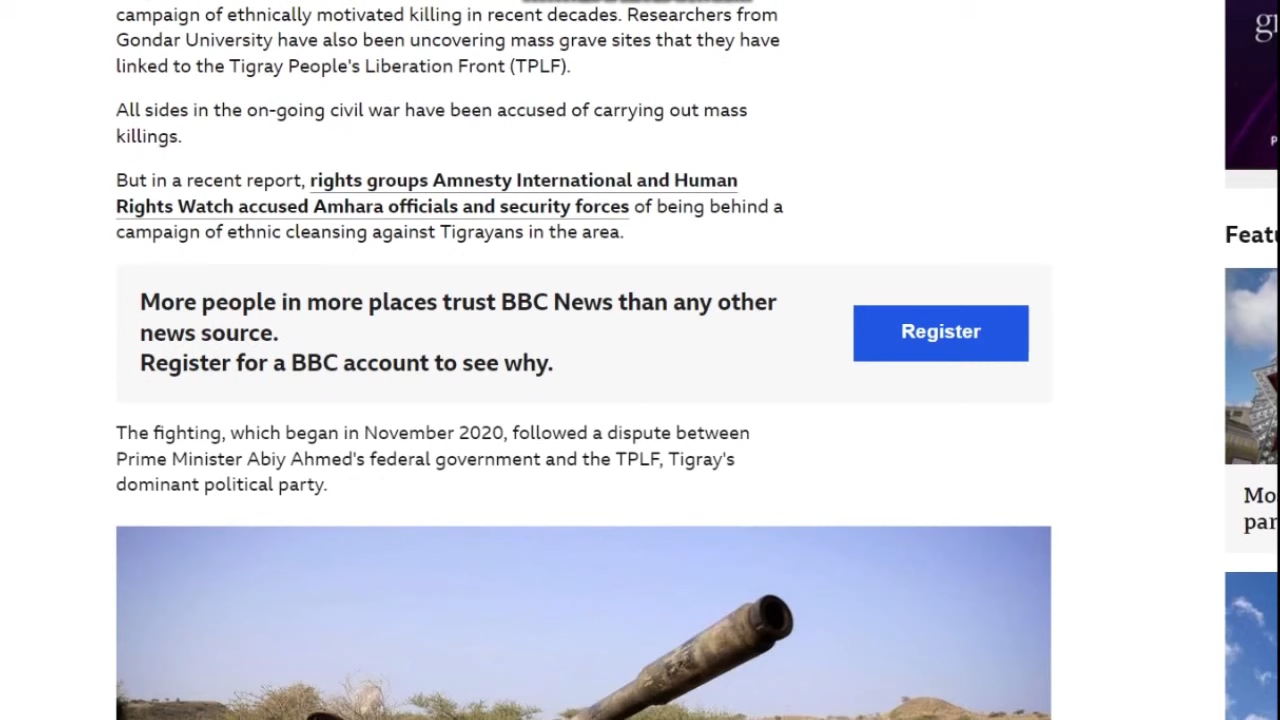 campaign of ethnically motivated killing in recent decades. Researchers from
Gondar University have also been uncovering mass grave sites that they have
linked to the Tigray People's Liberation Front (TPLF).
All sides in the on-going civil war have been accused of carrying out mass
killings.
But in a recent report, rights groups Amnesty International and Human
Rights Watch accused Amhara officials and security forces of being behind a
campaign of ethnic cleansing against Tigrayans in the area.
More people in more places trust BBC News than any other
news source.
Register for a BBC account to see why.
Register
The fighting, which began in November 2020, followed a dispute between
Prime Minister Abiy Ahmed's federal government and the TPLF, Tigray's
dominant political party.